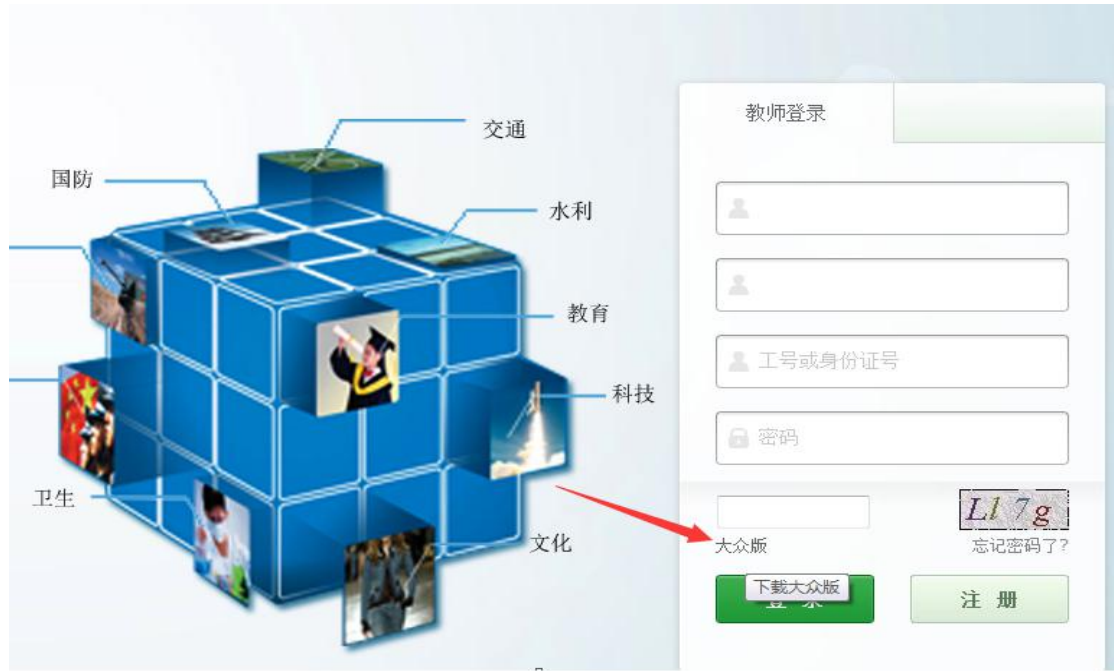 交通
国防
水利
教育
科技
卫生
文化
教师登录
工号或身份证号
密码
Ll7g
大众版
忘记密码了?
下载大众版
注 册